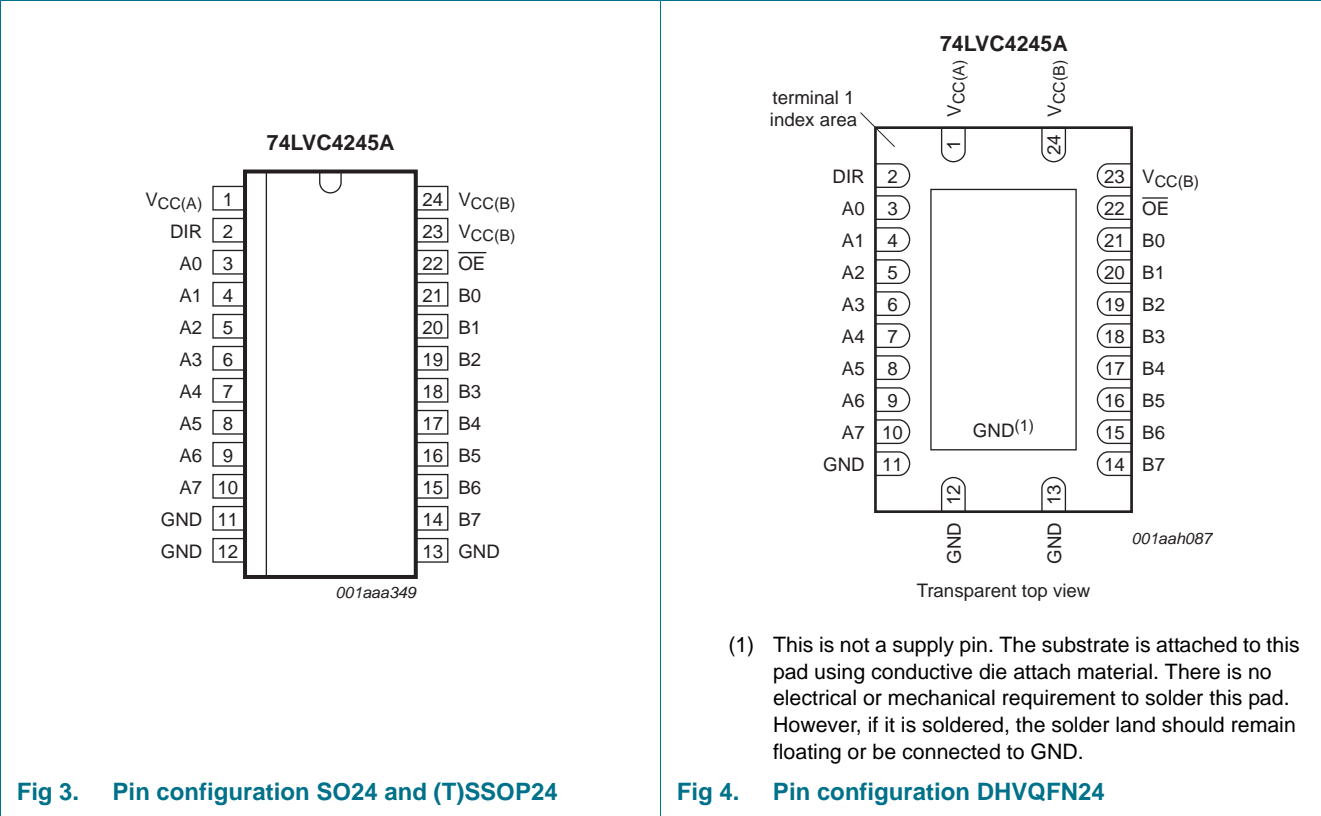 74LVC4245A
VCC(A) 1
DIR 2
A0 3
A1 4
A2 5
A3 6
A4 7
A5 8
A6 9
A7 10
GND 11
GND 12
24 VCC(B)
23 VCC(B)
22 OE
21 B0
20 B1
19 B2
18 B3
17 B4
16 B5
15 B6
14 B7
13 GND
001aaa349
Fig 3. Pin configuration SO24 and (T)SSOP24
74LVC4245A
terminal 1
index area
VCC(A)
VCC(B)
1
24
DIR 2
A0 3
A1 4
A2 5
A3 6
A4 7
A5 8
A6 9
A7 10
GND 11
23 VCC(B)
22 OE
21 B0
20 B1
19 B2
18 B3
17 B4
16 B5
15 B6
14 B7
GND(1)
12
13
GND
GND
001aah087
Transparent top view
(1) This is not a supply pin. The substrate is attached to this
pad using conductive die attach material. There is no
electrical or mechanical requirement to solder this pad.
However, if it is soldered, the solder land should remain
floating or be connected to GND.
Fig 4. Pin configuration DHVQFN24